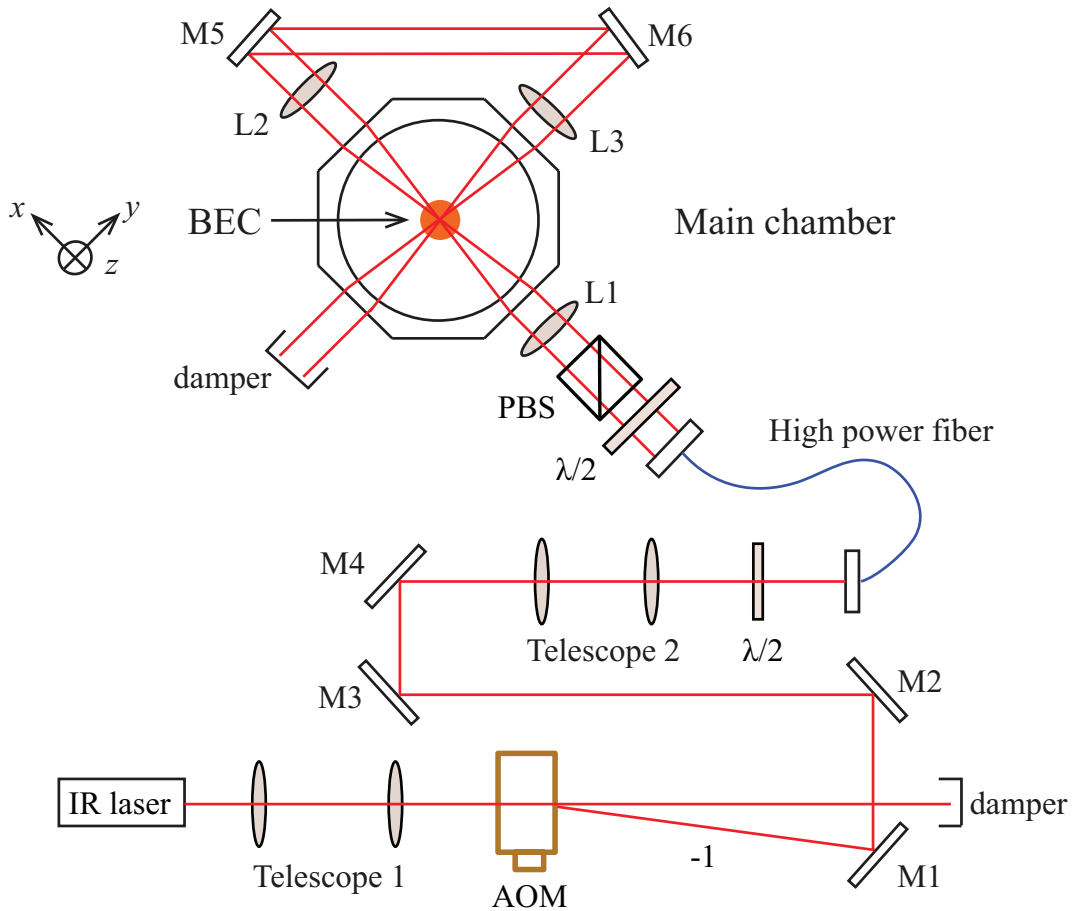 M5
M6
L2
L3
x
y
z
BEC
Main chamber
L1
damper
PBS
λ/2
High power fiber
M4
Telescope 2
λ/2
M3
M2
IR laser
damper
Telescope 1
-1
M1
AOM